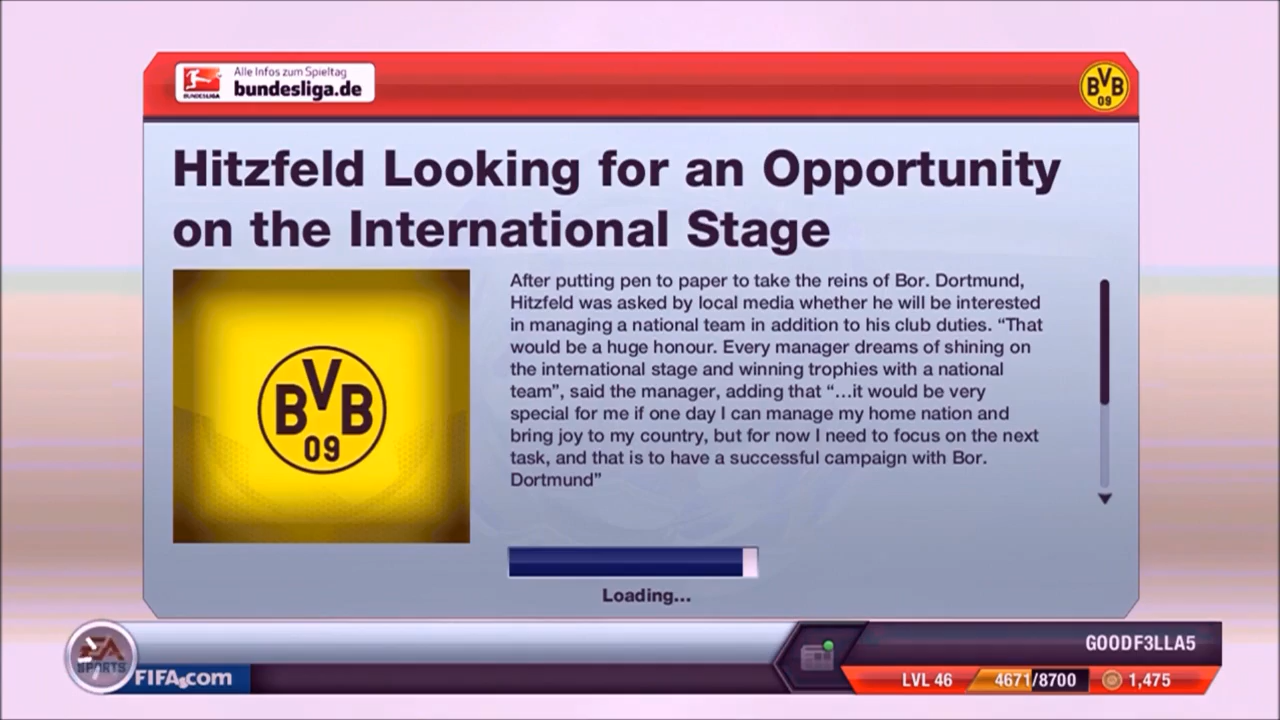 Alle Infos zum Spieltag
bundesliga.de
BUNDESLIGA
BVB
09
Hitzfeld Looking for an Opportunity
on the International Stage
After putting pen to paper to take the reins of Bor. Dortmund,
Hitzfeld was asked by local media whether he will be interested
in managing a national team in addition to his club duties. “That
would be a huge honour. Every manager dreams of shining on
the international stage and winning trophies with a national
team”, said the manager, adding that “...it would be very
special for me if one day I can manage my home nation and
bring joy to my country, but for now I need to focus on the next
task, and that is to have a successful campaign with Bor.
Dortmund”
BVB
09
Loading...
EA
SPORTS
FIFA.com
G00DF3LLA5
LVL 46
4671/8700
1,475